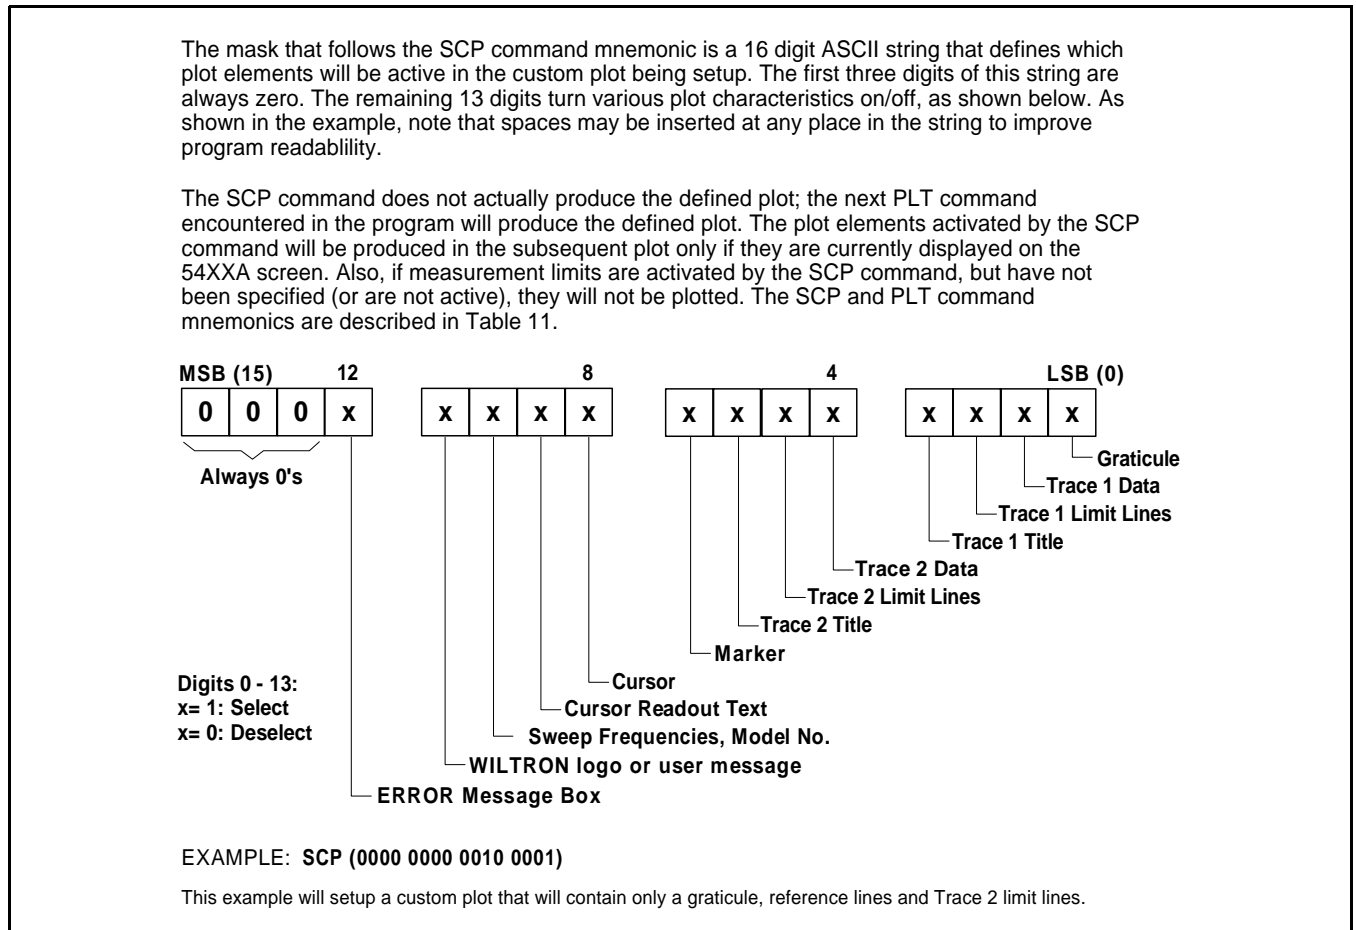 The mask that follows the SCP command mnemonic is a 16 digit ASCII string that defines which
plot elements will be active in the custom plot being setup. The first three digits of this string are
always zero. The remaining 13 digits turn various plot characteristics on/off, as shown below. As
shown in the example, note that spaces may be inserted at any place in the string to improve
program readablility.
The SCP command does not actually produce the defined plot; the next PLT command
encountered in the program will produce the defined plot. The plot elements activated by the SCP
command will be produced in the subsequent plot only if they are currently displayed on the
54XXA screen. Also, if measurement limits are activated by the SCP command, but have not
been specified (or are not active), they will not be plotted. The SCP and PLT command
mnemonics are described in Table 11.
MSB (15) 12 8 4 LSB (0)
0 0 0 x x x x x x x x x x x x x
Always 0's
Graticule
Trace 1 Data
Trace 1 Limit Lines
Trace 1 Title
Trace 2 Data
Trace 2 Limit Lines
Trace 2 Title
Marker
Cursor
Cursor Readout Text
Sweep Frequencies, Model No.
WILTRON logo or user message
ERROR Message Box
Digits 0 - 13:
x= 1: Select
x= 0: Deselect
EXAMPLE: SCP (0000 0000 0010 0001)
This example will setup a custom plot that will contain only a graticule, reference lines and Trace 2 limit lines.